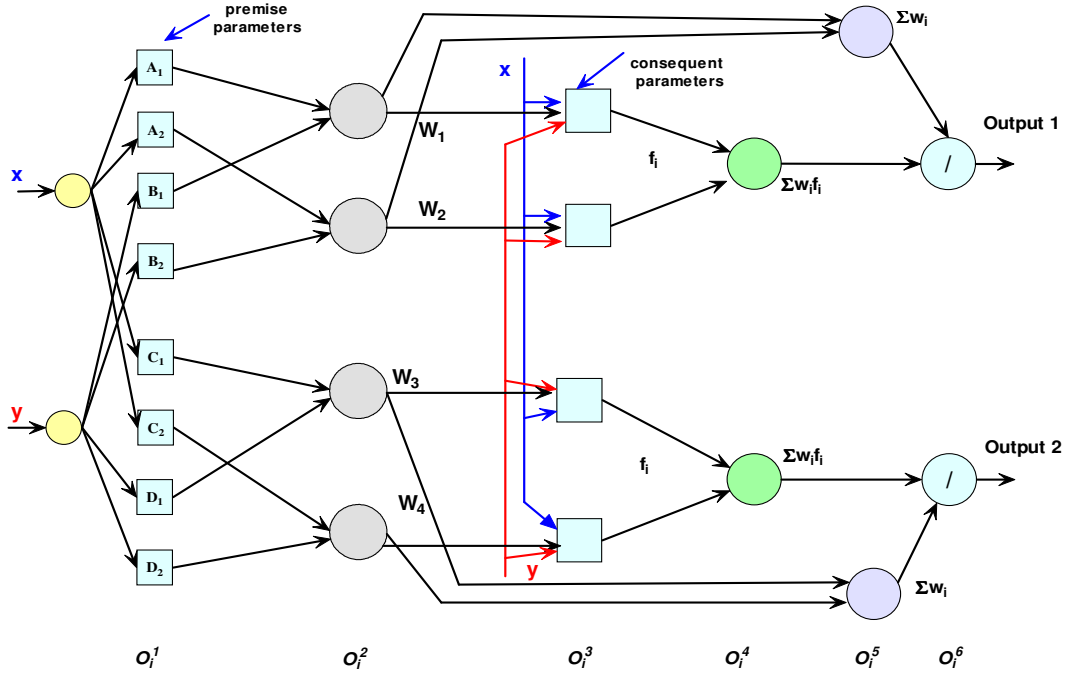 premise
parameters
Σwᵢ
A₁
x
consequent
parameters
A₂
W₁
Output 1
fᵢ
/
x
B₁
Σwᵢfᵢ
W₂
B₂
C₁
W₃
y
C₂
Output 2
Σwᵢfᵢ
fᵢ
/
D₁
W₄
D₂
y
Σwᵢ
Oᵢ¹
Oᵢ²
Oᵢ³
Oᵢ⁴
Oᵢ⁵
Oᵢ⁶